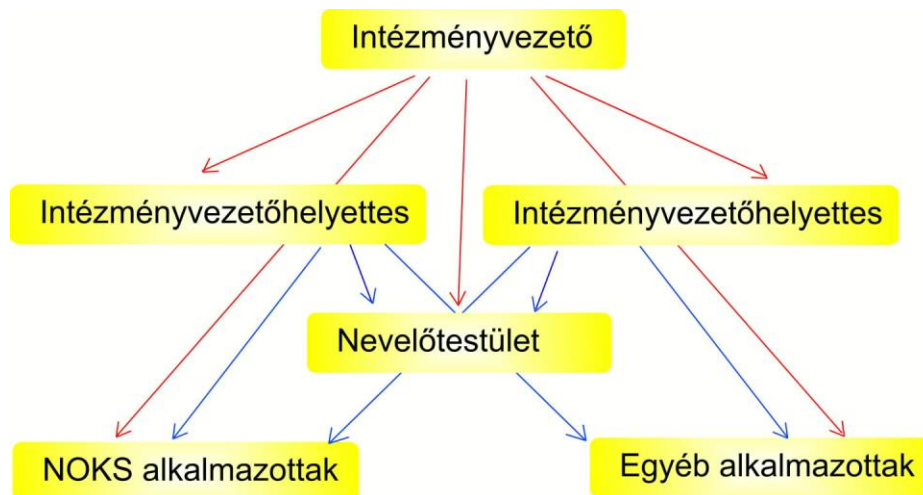 Intézményvezető
Intézményvezetőhelyettes
Intézményvezetőhelyettes
Nevelőtestület
NOKS alkalmazottak
Egyéb alkalmazottak